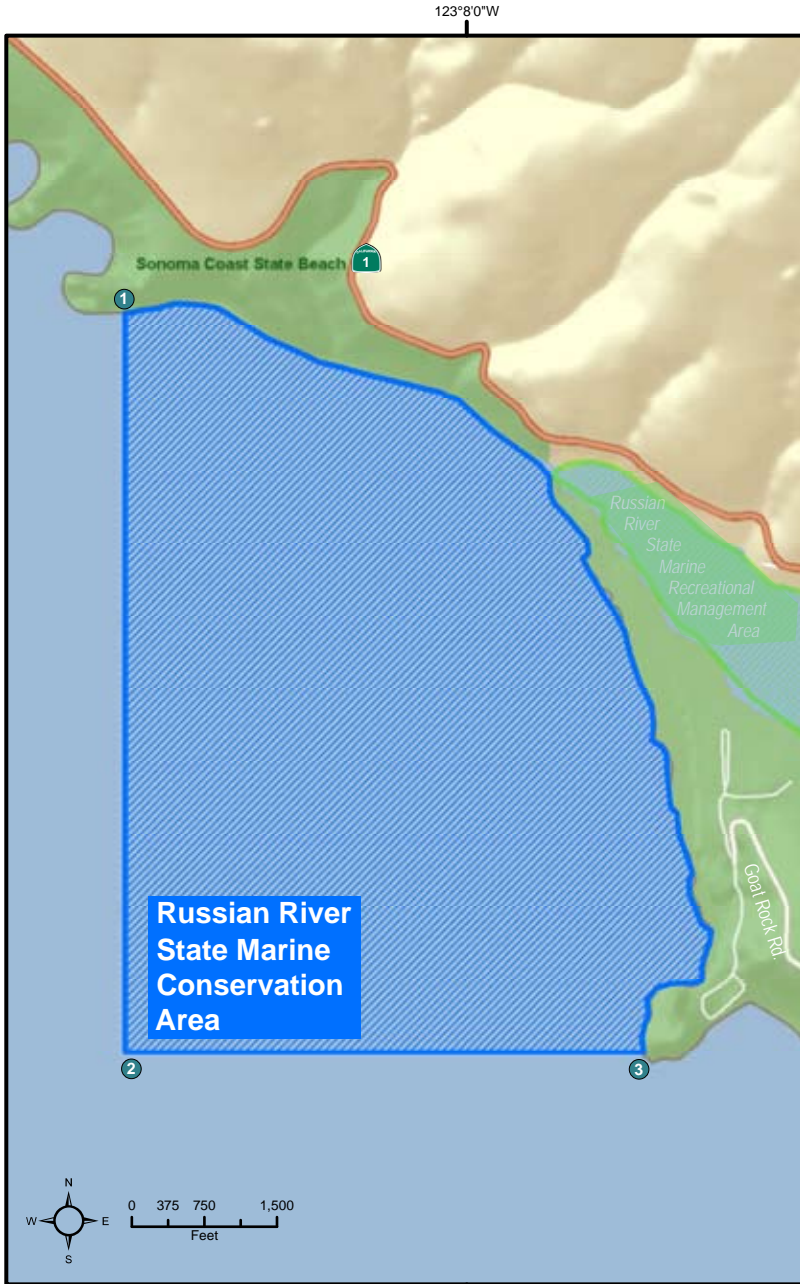 123°8'0"W
Sonoma Coast State Beach
CALIFORNIA
1
1
Russian
River
State
Marine
Recreational
Management
Area
Goat Rock Rd.
Russian River
State Marine
Conservation
Area
2
3
N
W
E
S
0 375 750 1,500
Feet